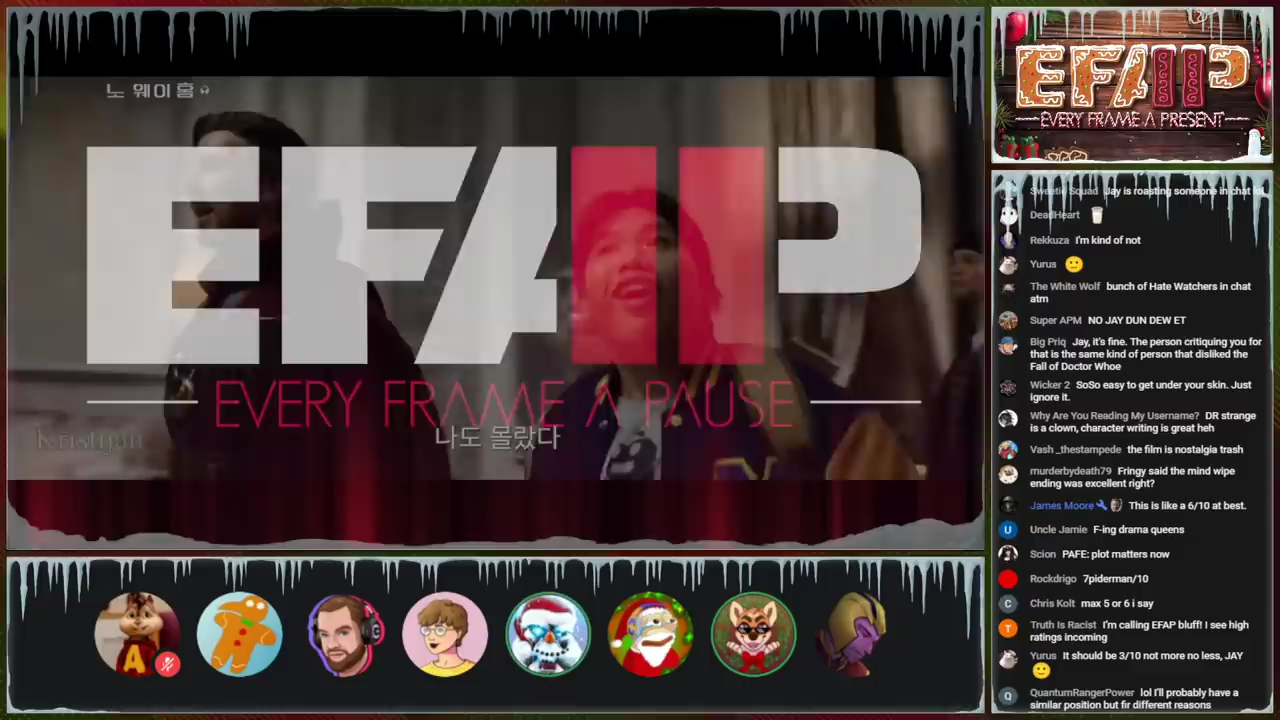 노 웨이 홈
EFAP
EVERY FRAME A PAUSE
나도 몰랐다
Kristijan
EFAP
EVERY FRAME A PRESENT
Sweetie Squad Jay is roasting someone in chat lol
DeadHeart
Rekkuza I'm kind of not
Yurus
The White Wolf bunch of Hate Watchers in chat
atm
Super APM NO JAY DUN DEW ET
Big Priq Jay, it's fine. The person critiquing you for
that is the same kind of person that disliked the
Fall of Doctor Whoe
Wicker 2 SoSo easy to get under your skin. Just
ignore it.
Why Are You Reading My Username? DR strange
is a clown, character writing is great heh
Vash _thestampede the film is nostalgia trash
murderbydeath79 Fringy said the mind wipe
ending was excellent right?
James Moore This is like a 6/10 at best.
Uncle Jamie F-ing drama queens
Scion PAFE: plot matters now
Rockdrigo 7piderman/10
Chris Kolt max 5 or 6 i say
Truth Is Racist I'm calling EFAP bluff! I see high
ratings incoming
Yurus It should be 3/10 not more no less, JAY
QuantumRangerPower lol I'll probably have a
similar position but fir different reasons